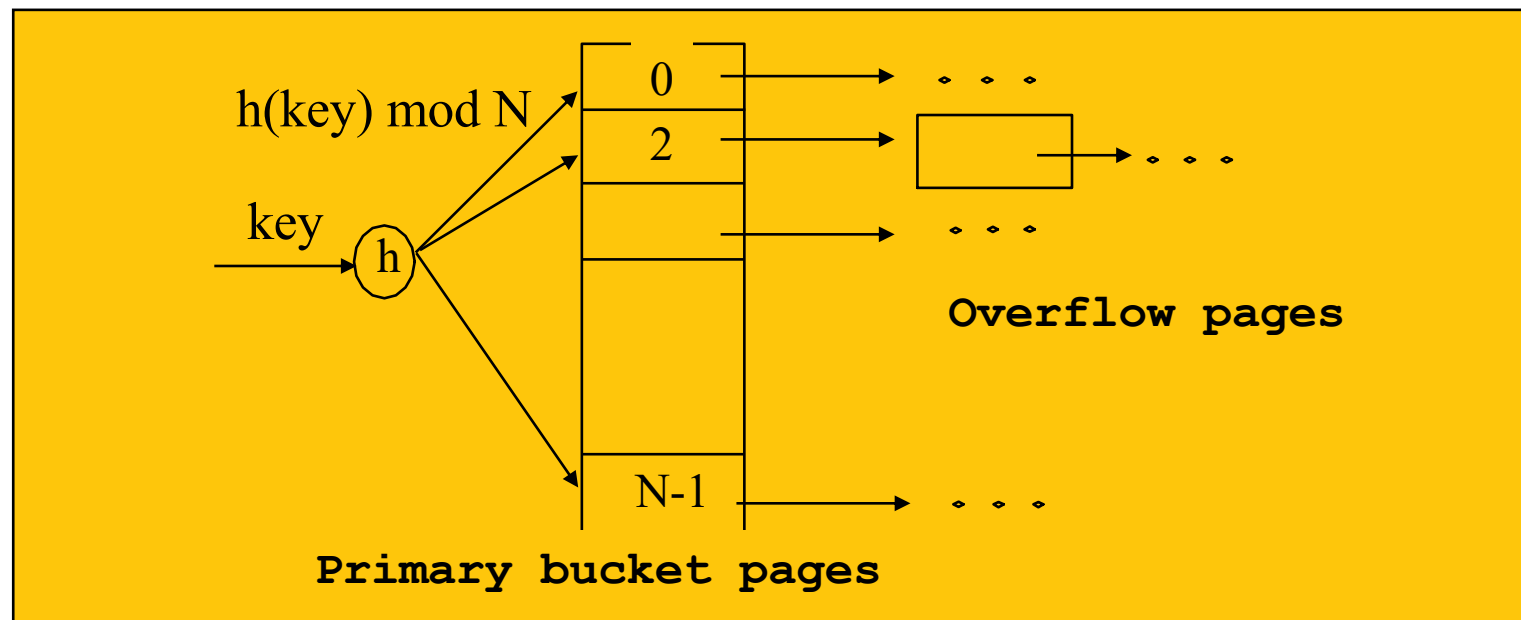 h(key) mod N
key
h
0
2
N-1
Overflow pages
Primary bucket pages